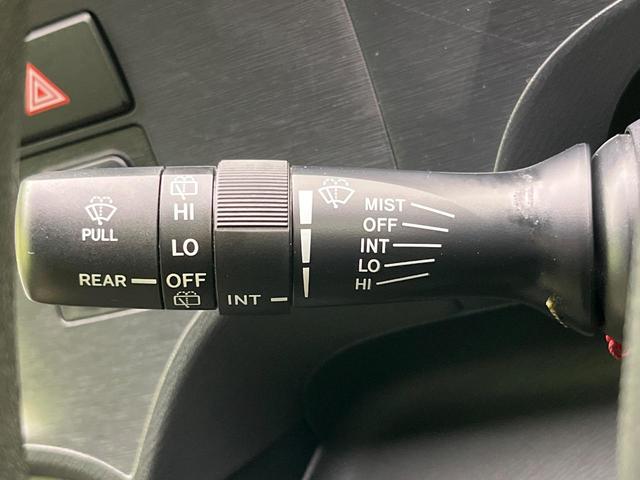 PULL
REAR
HI
LO
OFF
INT
MIST
OFF
INT
LO
HI